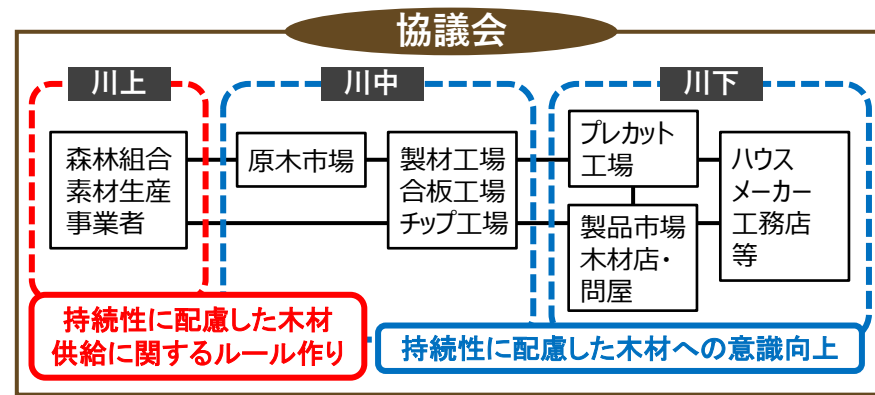 協議会
川上
川中
川下
森林組合
素材生産
事業者
原木市場
製材工場
合板工場
チップ工場
プレカット
工場
製品市場
木材店・
問屋
ハウス
メーカー
工務店
等
持続性に配慮した木材
供給に関するルール作り
持続性に配慮した木材への意識向上